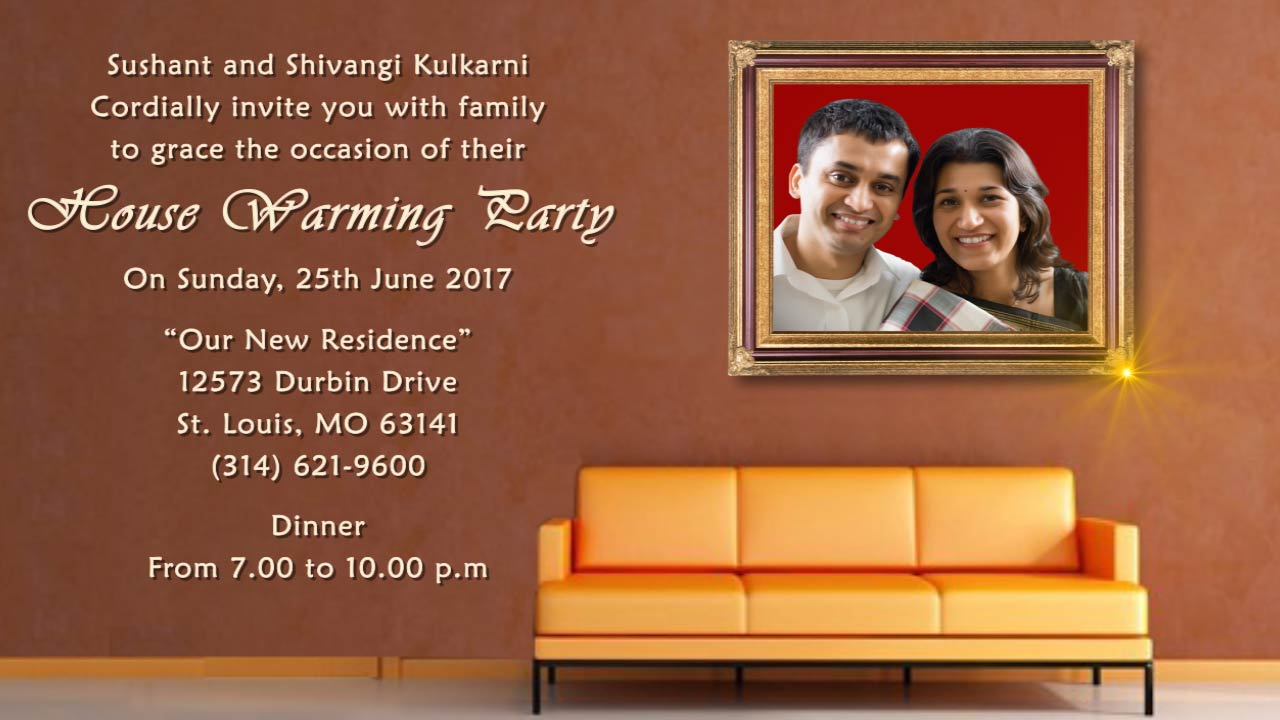 Sushant and Shivangi Kulkarni
Cordially invite you with family
to grace the occasion of their
House Warming Party
On Sunday, 25th June 2017
“Our New Residence”
12573 Durbin Drive
St. Louis, MO 63141
(314) 621-9600
Dinner
From 7.00 to 10.00 p.m